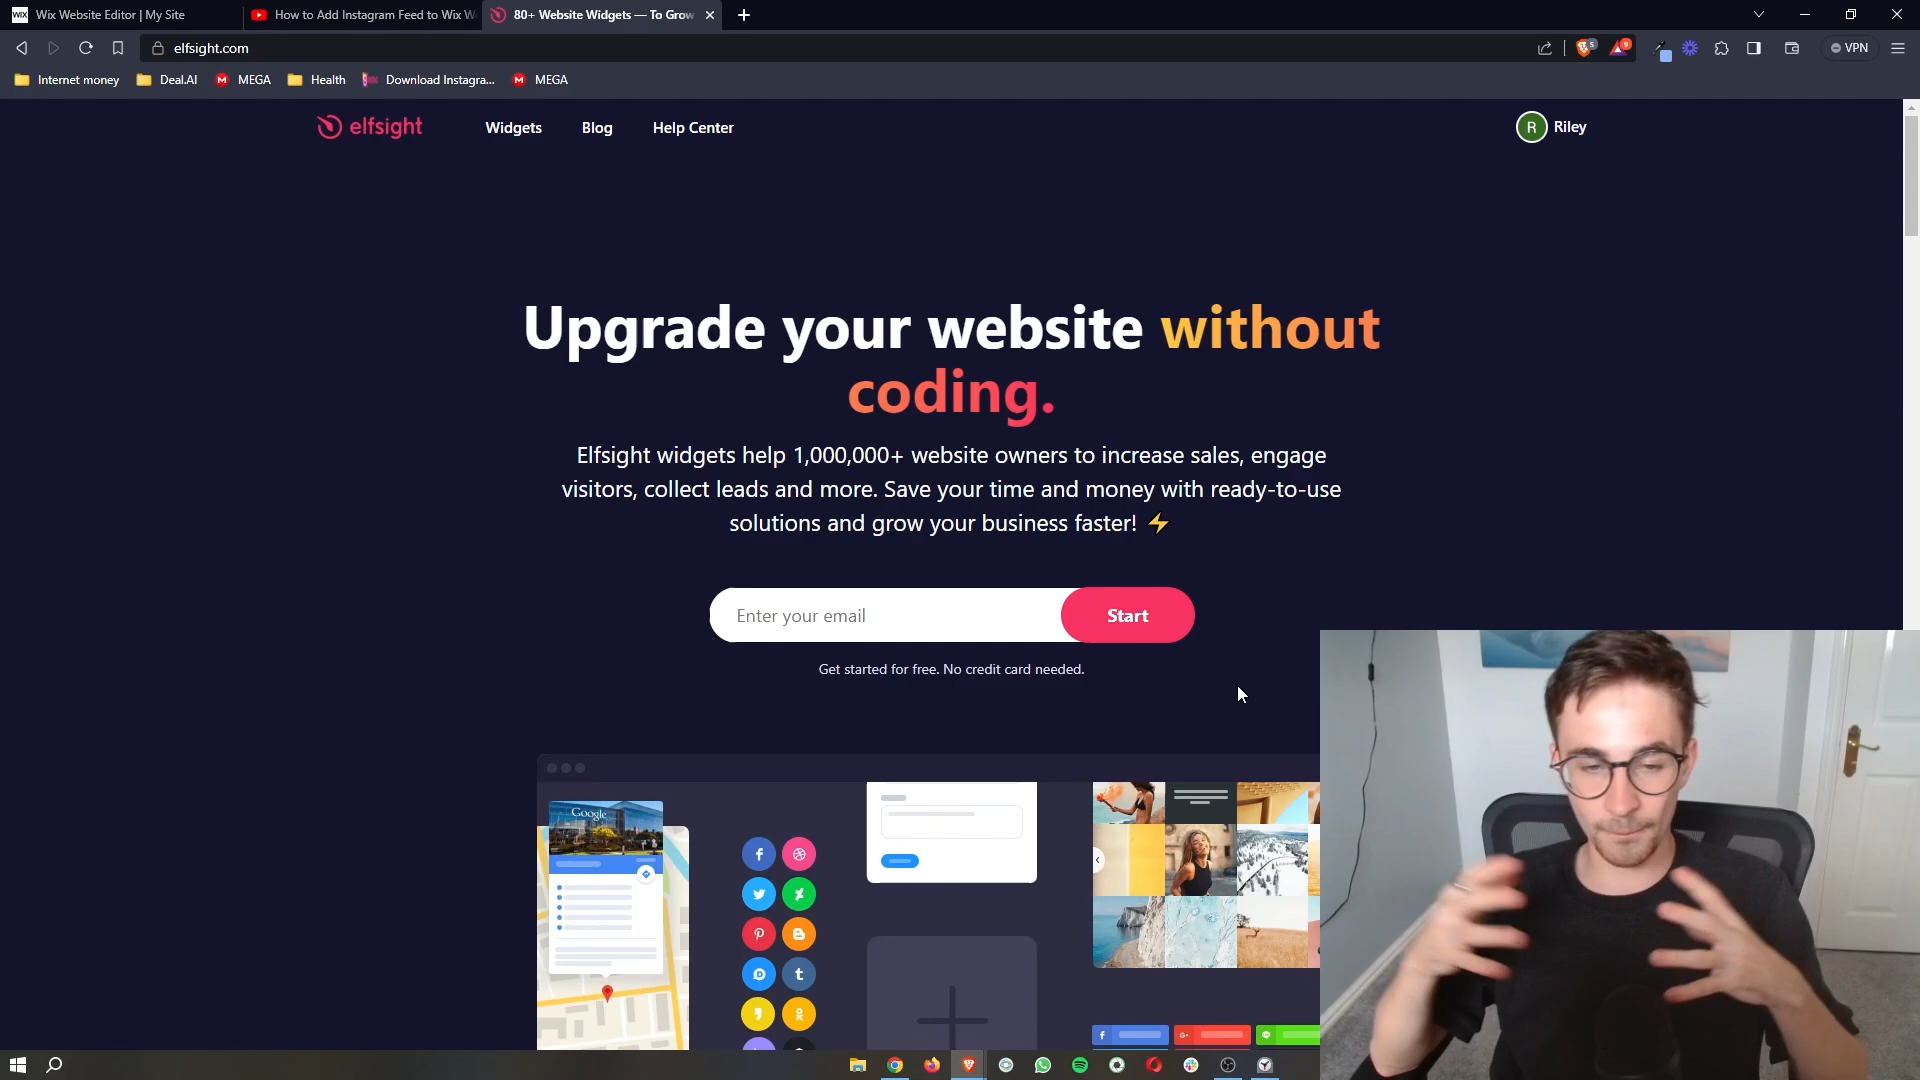 WIX Wix Website Editor | My Site
How to Add Instagram Feed to Wix W
80+ Website Widgets — To Grow
elfsight.com
5
9
VPN
Internet money
Deal.AI
M MEGA
Health
Download Instagra...
M MEGA
elfsight
Widgets
Blog
Help Center
R Riley
Upgrade your website without
coding.
Elfsight widgets help 1,000,000+ website owners to increase sales, engage
visitors, collect leads and more. Save your time and money with ready-to-use
solutions and grow your business faster! ⚡
Enter your email
Start
Get started for free. No credit card needed.
Google